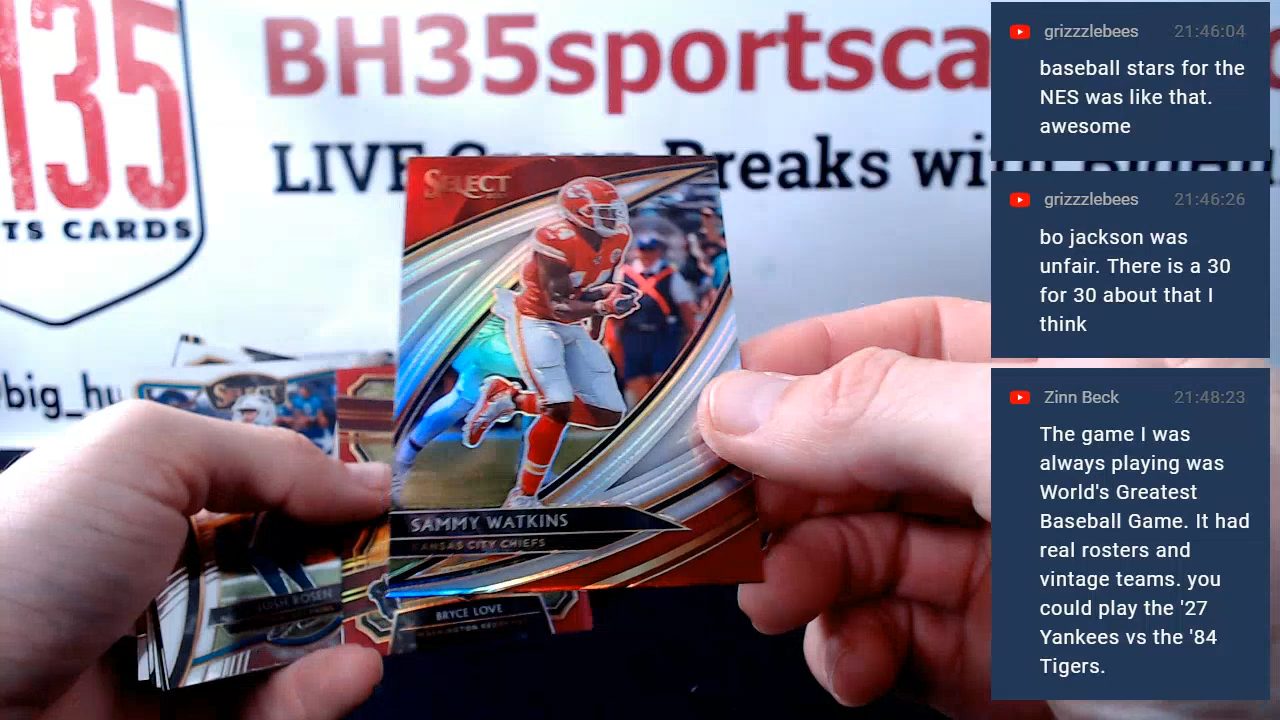 135
TS CARDS
BH35sportsca
LIVE Group Breaks with
@big_hu
SELECT
SELECT
SAMMY WATKINS
KANSAS CITY CHIEFS
JOSH ROSEN
BRYCE LOVE
grizzzlebees 21:46:04
baseball stars for the
NES was like that.
awesome
grizzzlebees 21:46:26
bo jackson was
unfair. There is a 30
for 30 about that I
think
Zinn Beck 21:48:23
The game I was
always playing was
World's Greatest
Baseball Game. It had
real rosters and
vintage teams. you
could play the '27
Yankees vs the '84
Tigers.